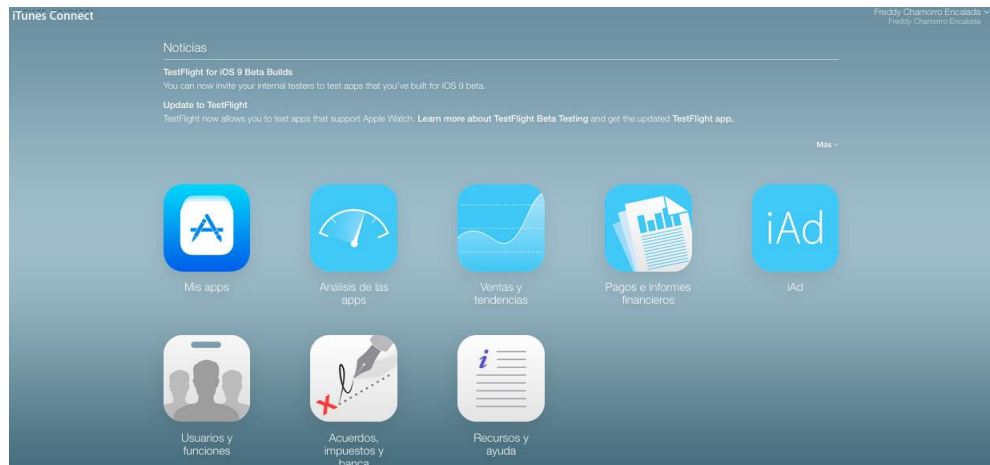 iTunes Connect
Freddy Chamorro Encalada
Freddy Chamorro Encalada
Noticias
TestFlight for iOS 9 Beta Builds
You can now invite your internal testers to test apps that you've built for iOS 9 beta.
Update to TestFlight
TestFlight now allows you to test apps that support Apple Watch. Learn more about TestFlight Beta Testing and get the updated TestFlight app.
Más
Mis apps
Análisis de las
apps
Ventas y
tendencias
Pagos e informes
financieros
iAd
iAd
Usuarios y
funciones
Acuerdos,
impuestos y
banca
Recursos y
ayuda